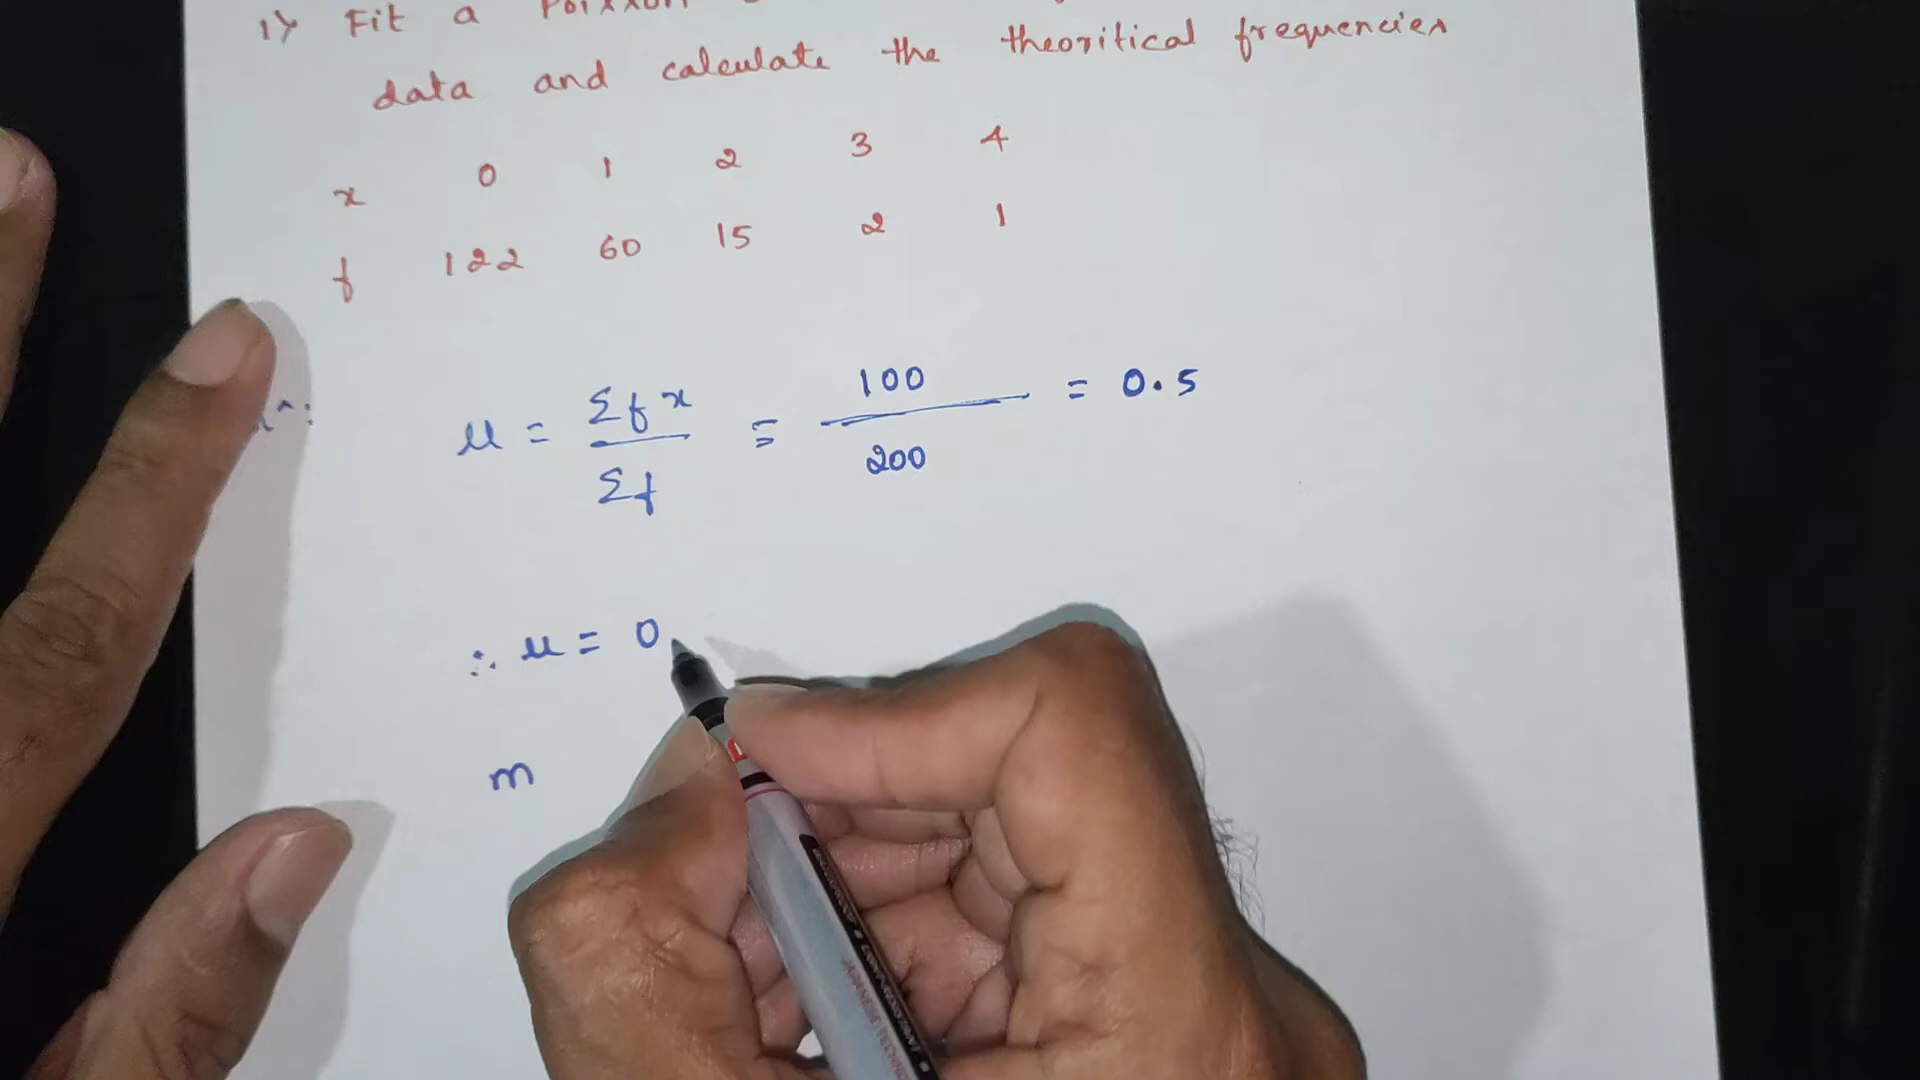 1) Fit a Poisson
data and calculate the theoritical frequencies
x 0 1 2 3 4
f 122 60 15 2 1
μ = Σfx / Σf = 100 / 200 = 0.5
∴ μ = 0
m